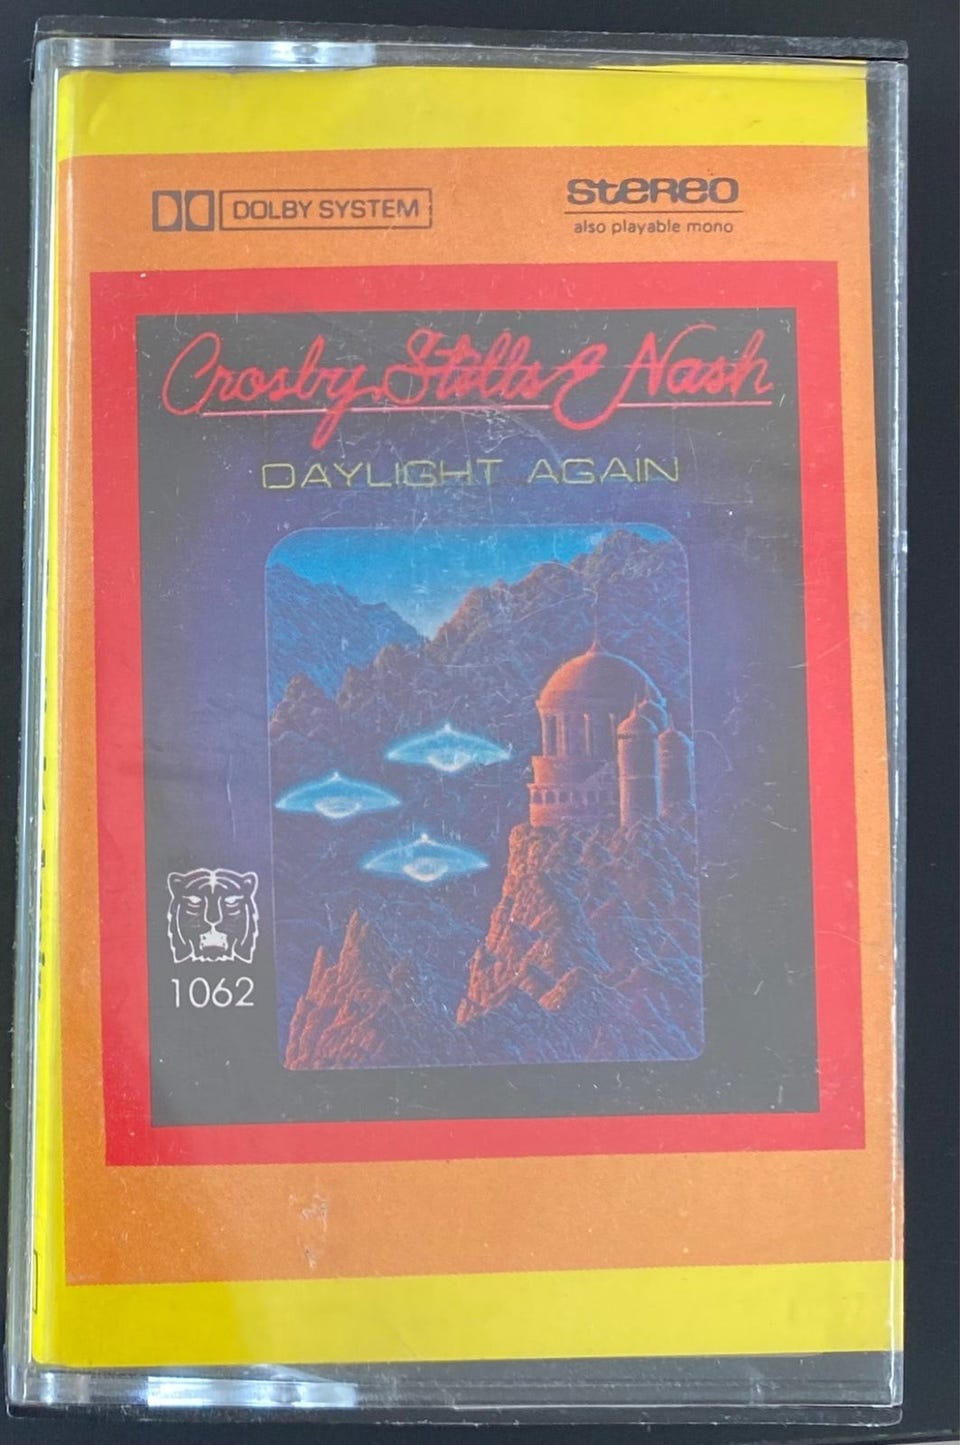 DOLBY SYSTEM
stereo
also playable mono
Crosby, Stills & Nash
DAYLIGHT AGAIN
1062